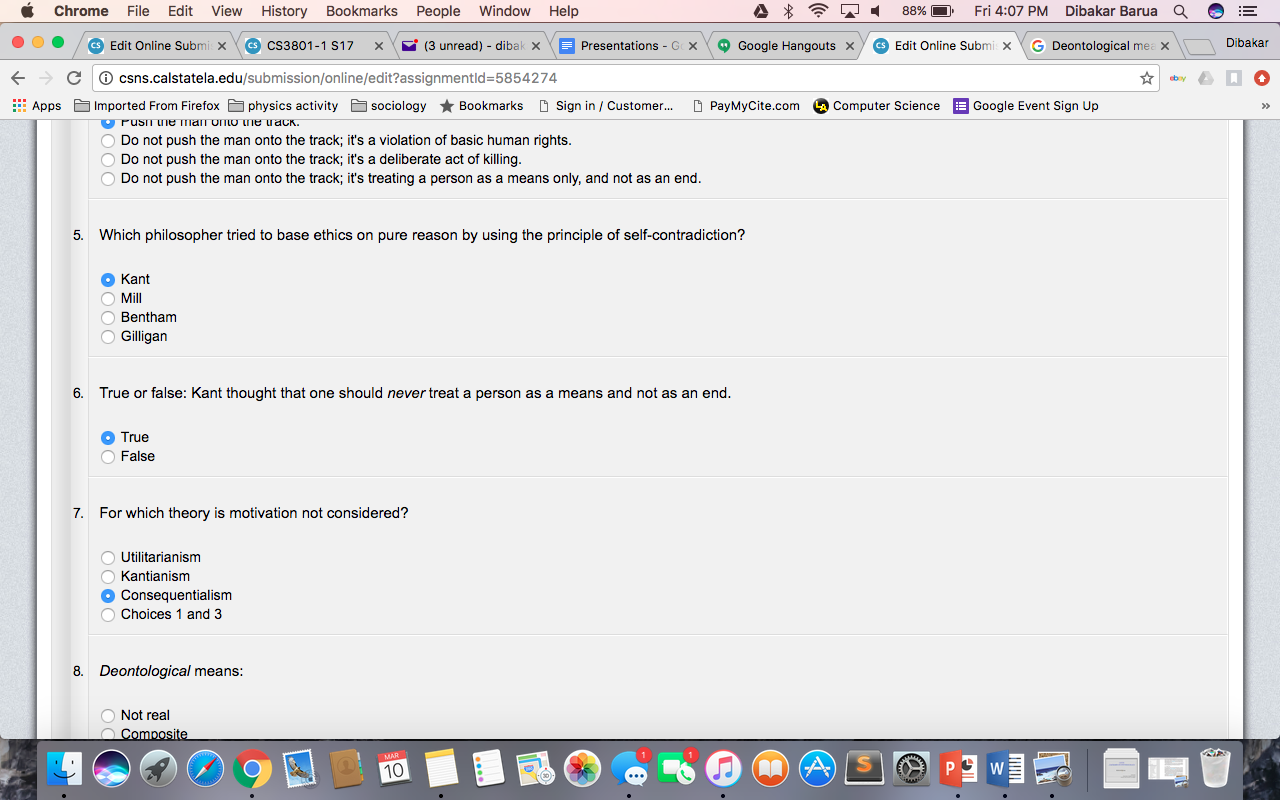 Chrome File Edit View History Bookmarks People Window Help 88% Fri 4:07 PM Dibakar Barua
Edit Online Submi CS3801-1 S17 (3 unread) - dibak Presentations - G Google Hangouts Edit Online Submi Deontological mea Dibakar
csns.calstatela.edu/submission/online/edit?assignmentId=5854274
Apps Imported From Firefox physics activity sociology Bookmarks Sign in / Customer... PayMyCite.com Computer Science Google Event Sign Up »
Push the man onto the track.
Do not push the man onto the track; it's a violation of basic human rights.
Do not push the man onto the track; it's a deliberate act of killing.
Do not push the man onto the track; it's treating a person as a means only, and not as an end.
5. Which philosopher tried to base ethics on pure reason by using the principle of self-contradiction?
Kant
Mill
Bentham
Gilligan
6. True or false: Kant thought that one should never treat a person as a means and not as an end.
True
False
7. For which theory is motivation not considered?
Utilitarianism
Kantianism
Consequentialism
Choices 1 and 3
8. Deontological means:
Not real
Composite
MAR
10
1
1